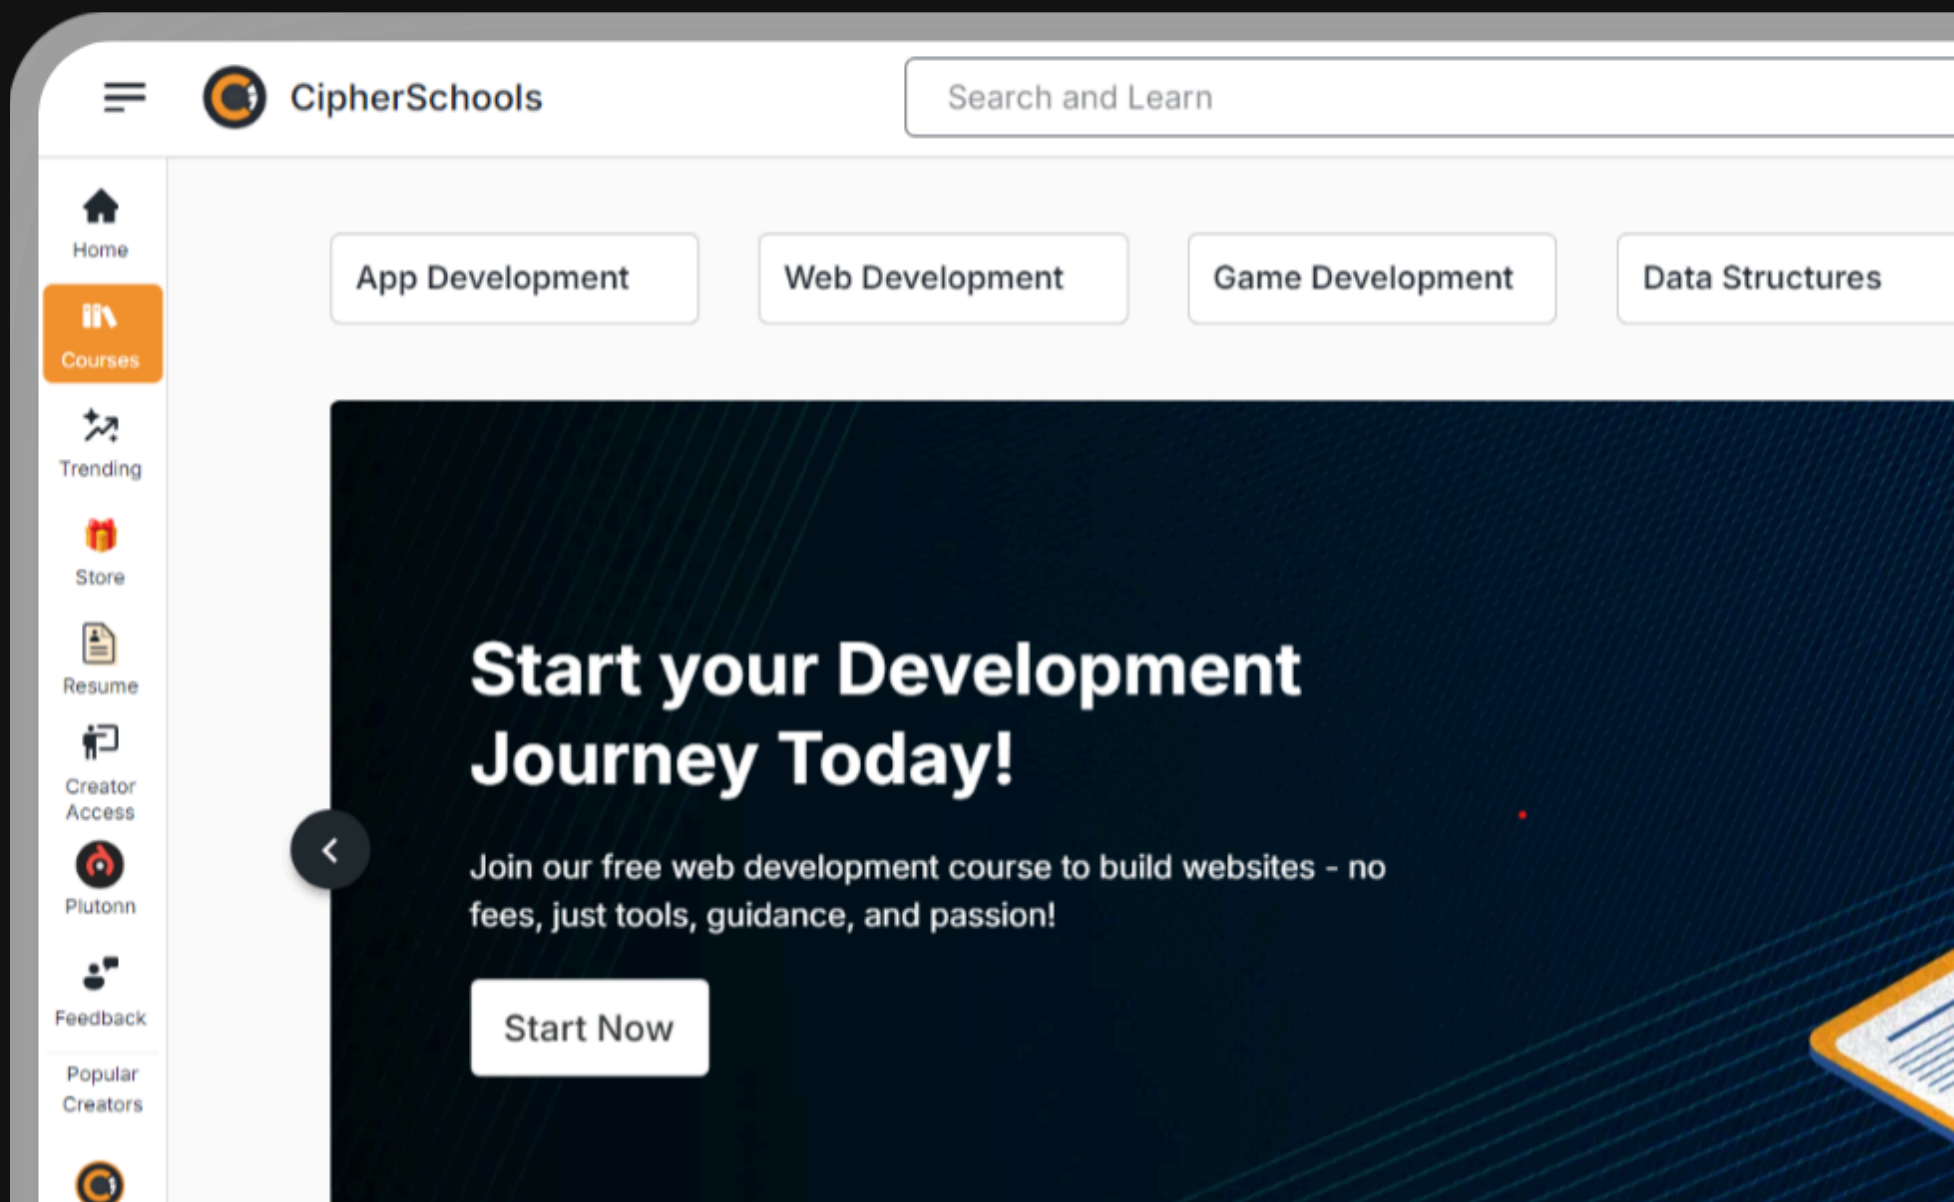 CipherSchools
Search and Learn
Home
Courses
Trending
Store
Resume
Creator
Access
Plutonn
Feedback
Popular
Creators
App Development
Web Development
Game Development
Data Structures
Start your Development
Journey Today!
Join our free web development course to build websites - no
fees, just tools, guidance, and passion!
Start Now